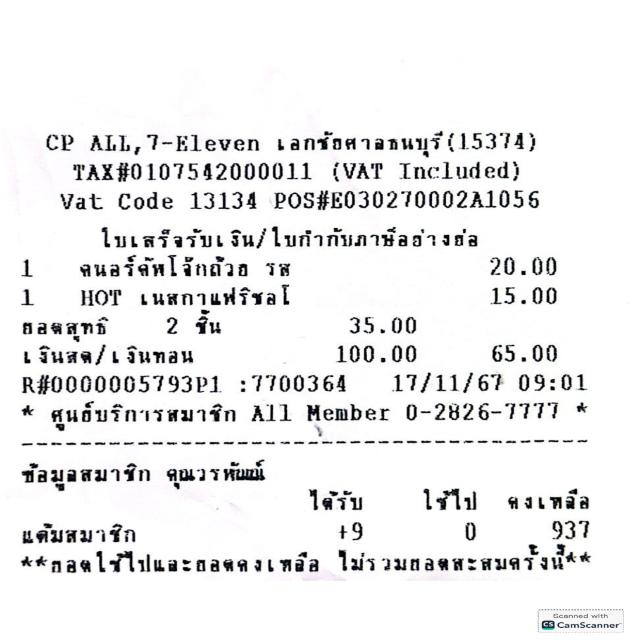 CP ALL,7-Eleven เอกชัยศาลธนบุรี(15374)
TAX#0107542000011 (VAT Included)
Vat Code 13134 POS#E030270002A1056
ใบเสร็จรับเงิน/ใบกำกับภาษีอย่างย่อ
1 คนอร์คัพโจ๊กถ้วย รส 20.00
1 HOT เนสกาแฟริชอโ 15.00
ยอดสุทธิ 2 ชิ้น 35.00
เงินสด/เงินทอน 100.00 65.00
R#0000005793P1 :7700364 17/11/67 09:01
* ศูนย์บริการสมาชิก All Member 0-2826-7777 *
ข้อมูลสมาชิก
ได้รับ ใช้ไป คงเหลือ
แต้มสมาชิก +9 0 937
**ยอดใช้ไปและยอดคงเหลือ ไม่รวมยอดสะสมครั้งนี้**
Scanned with
CS CamScanner